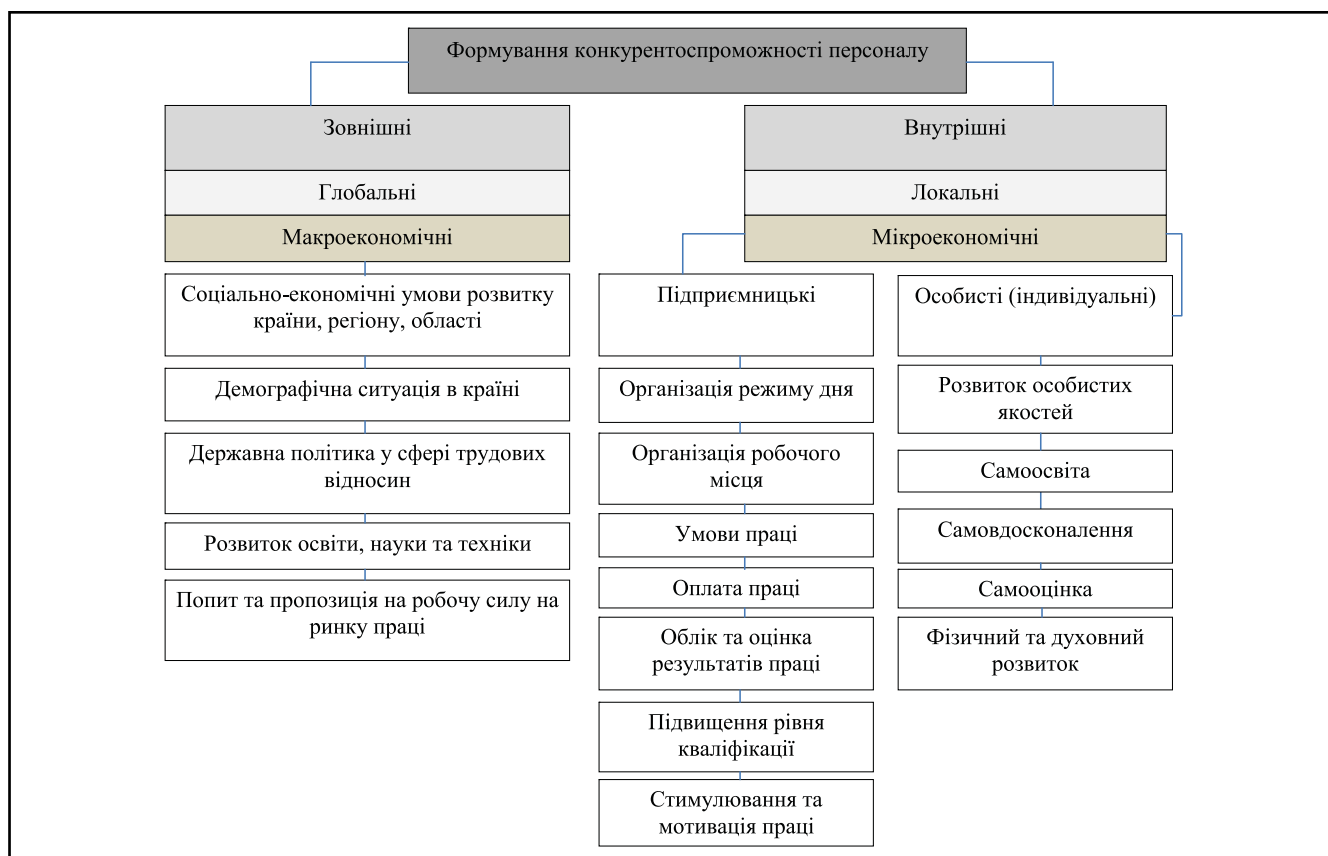 Формування конкурентоспроможності персоналу
Зовнішні
Глобальні
Макроекономічні
Соціально-економічні умови розвитку
країни, регіону, області
Демографічна ситуація в країні
Державна політика у сфері трудових
відносин
Розвиток освіти, науки та техніки
Попит та пропозиція на робочу силу на
ринку праці
Внутрішні
Локальні
Мікроекономічні
Підприємницькі
Організація режиму дня
Організація робочого
місця
Умови праці
Оплата праці
Облік та оцінка
результатів праці
Підвищення рівня
кваліфікації
Стимулювання та
мотивація праці
Особисті (індивідуальні)
Розвиток особистих
якостей
Самоосвіта
Самовдосконалення
Самооцінка
Фізичний та духовний
розвиток